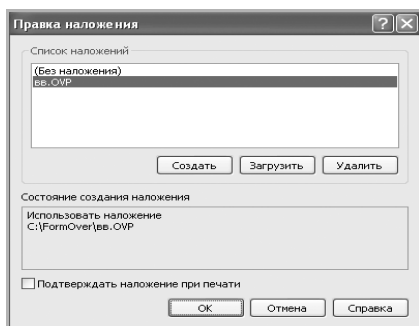 Правка наложения
Список наложений
(Без наложения)
вв.OVP
Создать Загрузить Удалить
Состояние создания наложения
Использовать наложение
C:\FormOver\вв.OVP
Подтверждать наложение при печати
OK Отмена Справка